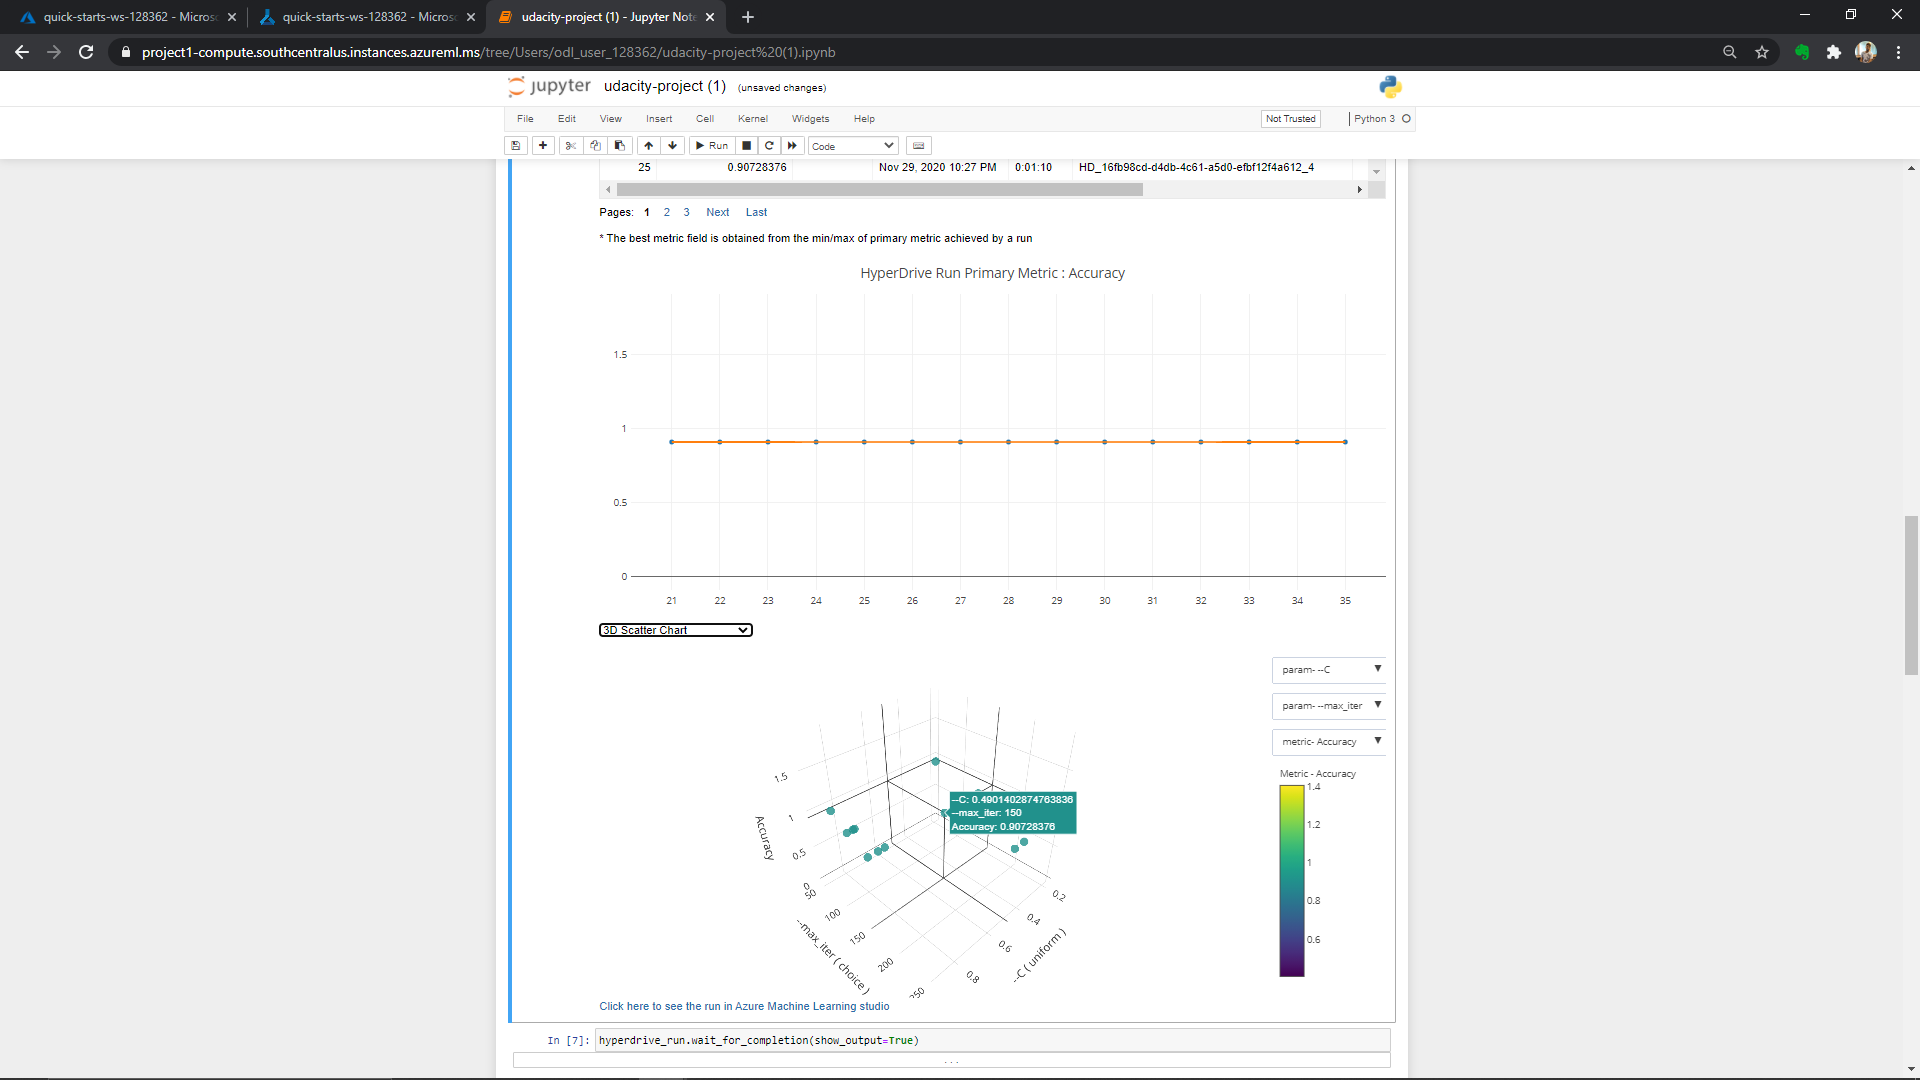 quick-starts-ws-128362 - Micros
quick-starts-ws-128362 - Micros
udacity-project (1) - Jupyter Note
project1-compute.southcentralus.instances.azureml.ms/tree/Users/odl_user_128362/udacity-project%20(1).ipynb
jupyter udacity-project (1) (unsaved changes)
File Edit View Insert Cell Kernel Widgets Help Not Trusted Python 3
Run Code
25 0.90728376 Nov 29, 2020 10:27 PM 0:01:10 HD_16fb98cd-d4db-4c61-a5d0-efbf12f4a612_4
Pages: 1 2 3 Next Last
* The best metric field is obtained from the min/max of primary metric achieved by a run
HyperDrive Run Primary Metric : Accuracy
1.5
1
0.5
0
21 22 23 24 25 26 27 28 29 30 31 32 33 34 35
3D Scatter Chart
param- --C
param- --max_iter
metric- Accuracy
Metric - Accuracy
1.4
1.2
1
0.8
0.6
--C: 0.4901402874763836
--max_iter: 150
Accuracy: 0.90728376
Accuracy
1.5
1
0.5
0
--max_iter ( choice )
50
100
150
200
250
--C ( uniform )
0.2
0.4
0.6
0.8
Click here to see the run in Azure Machine Learning studio
In [7]: hyperdrive_run.wait_for_completion(show_output=True)
...